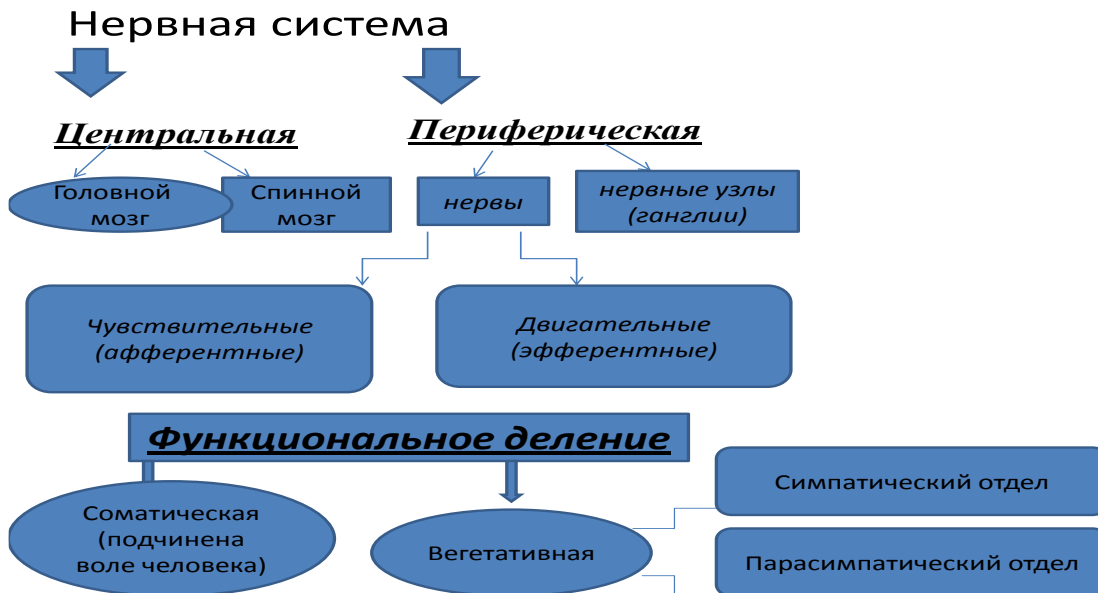 Нервная система
Центральная
Периферическая
Головной
мозг
Спинной
мозг
нервы
нервные узлы
(ганглии)
Чувствительные
(афферентные)
Двигательные
(эфферентные)
Функциональное деление
Соматическая
(подчинена
воле человека)
Вегетативная
Симпатический отдел
Парасимпатический отдел